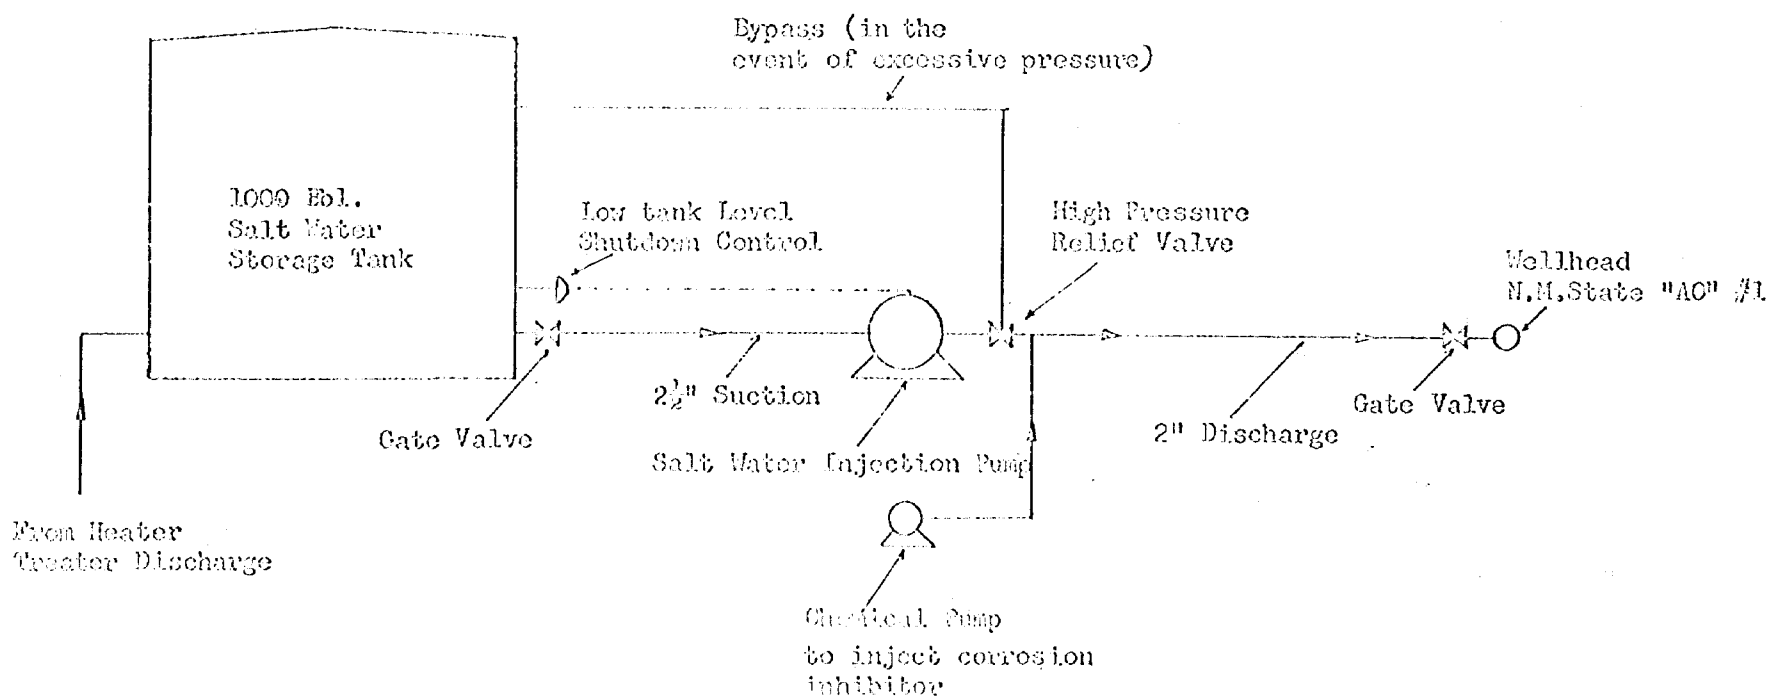 Bypass (in the
event of excessive pressure)
1000 Bbl.
Salt Water
Storage Tank
Low tank Level
Shutdown Control
High Pressure
Relief Valve
Wellhead
N.M.State "AO" #1
2½" Suction
Gate Valve
Gate Valve
2" Discharge
Salt Water Injection Pump
From Heater
Treater Discharge
Chemical Pump
to inject corrosion
inhibitor